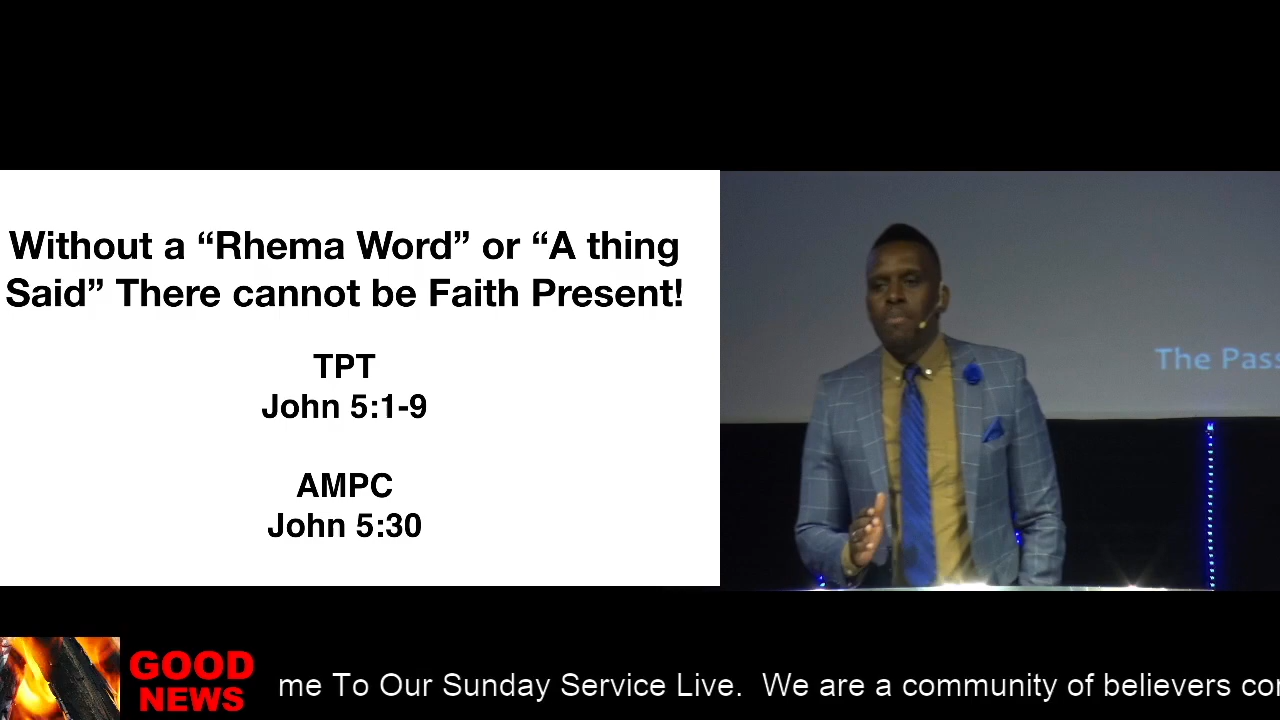 Without a “Rhema Word” or “A thing
Said” There cannot be Faith Present!
TPT
John 5:1-9
AMPC
John 5:30
The Pass
GOOD
NEWS
me To Our Sunday Service Live.  We are a community of believers co